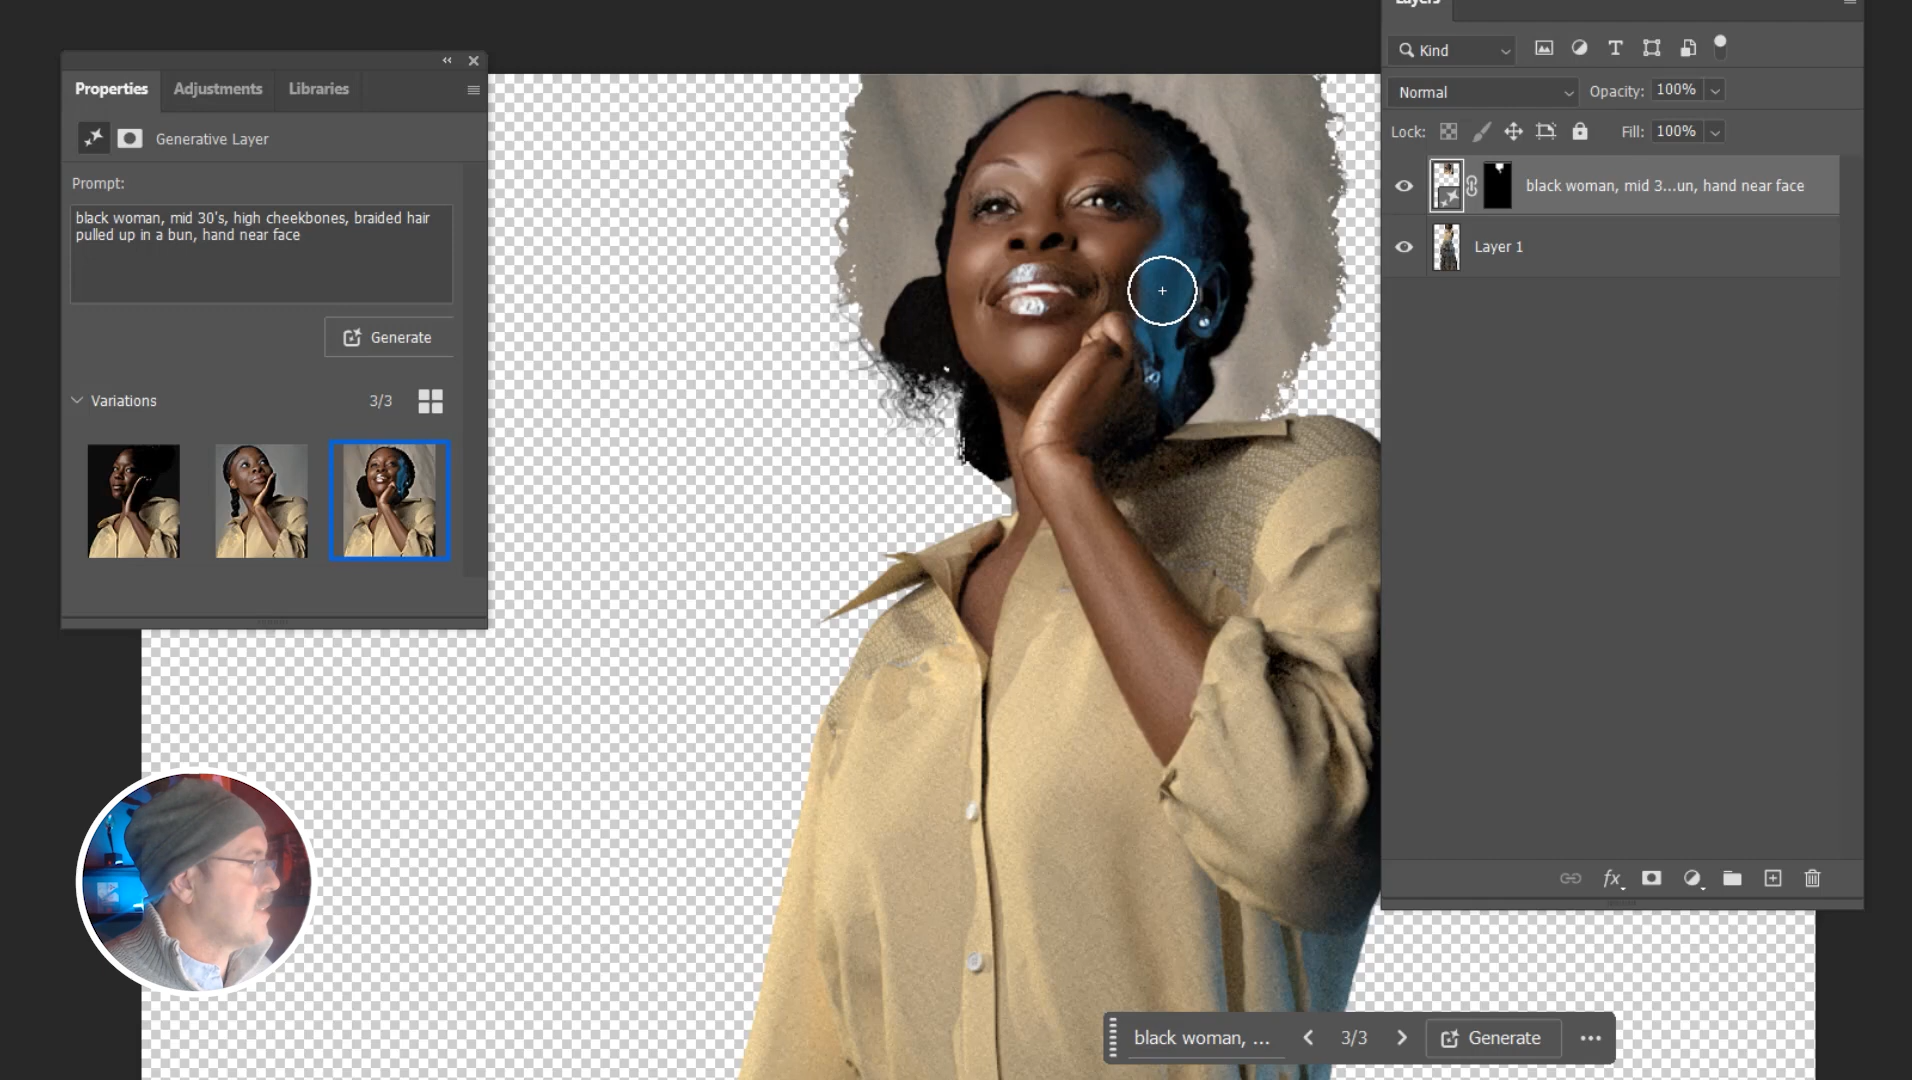 Layers
Properties
Adjustments
Libraries
Generative Layer
Prompt:
black woman, mid 30's, high cheekbones, braided hair
pulled up in a bun, hand near face
Generate
Variations
3/3
Kind
Normal
Opacity:
100%
Lock:
Fill:
100%
black woman, mid 3...un, hand near face
Layer 1
fx
black woman, ...
3/3
Generate